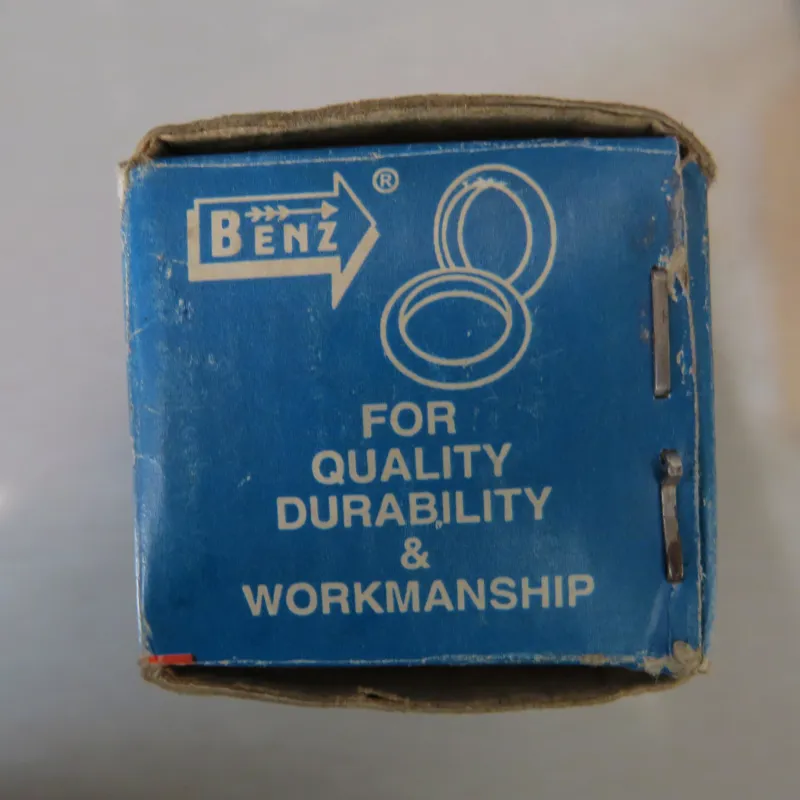 BENZ ®
FOR
QUALITY
DURABILITY
&
WORKMANSHIP